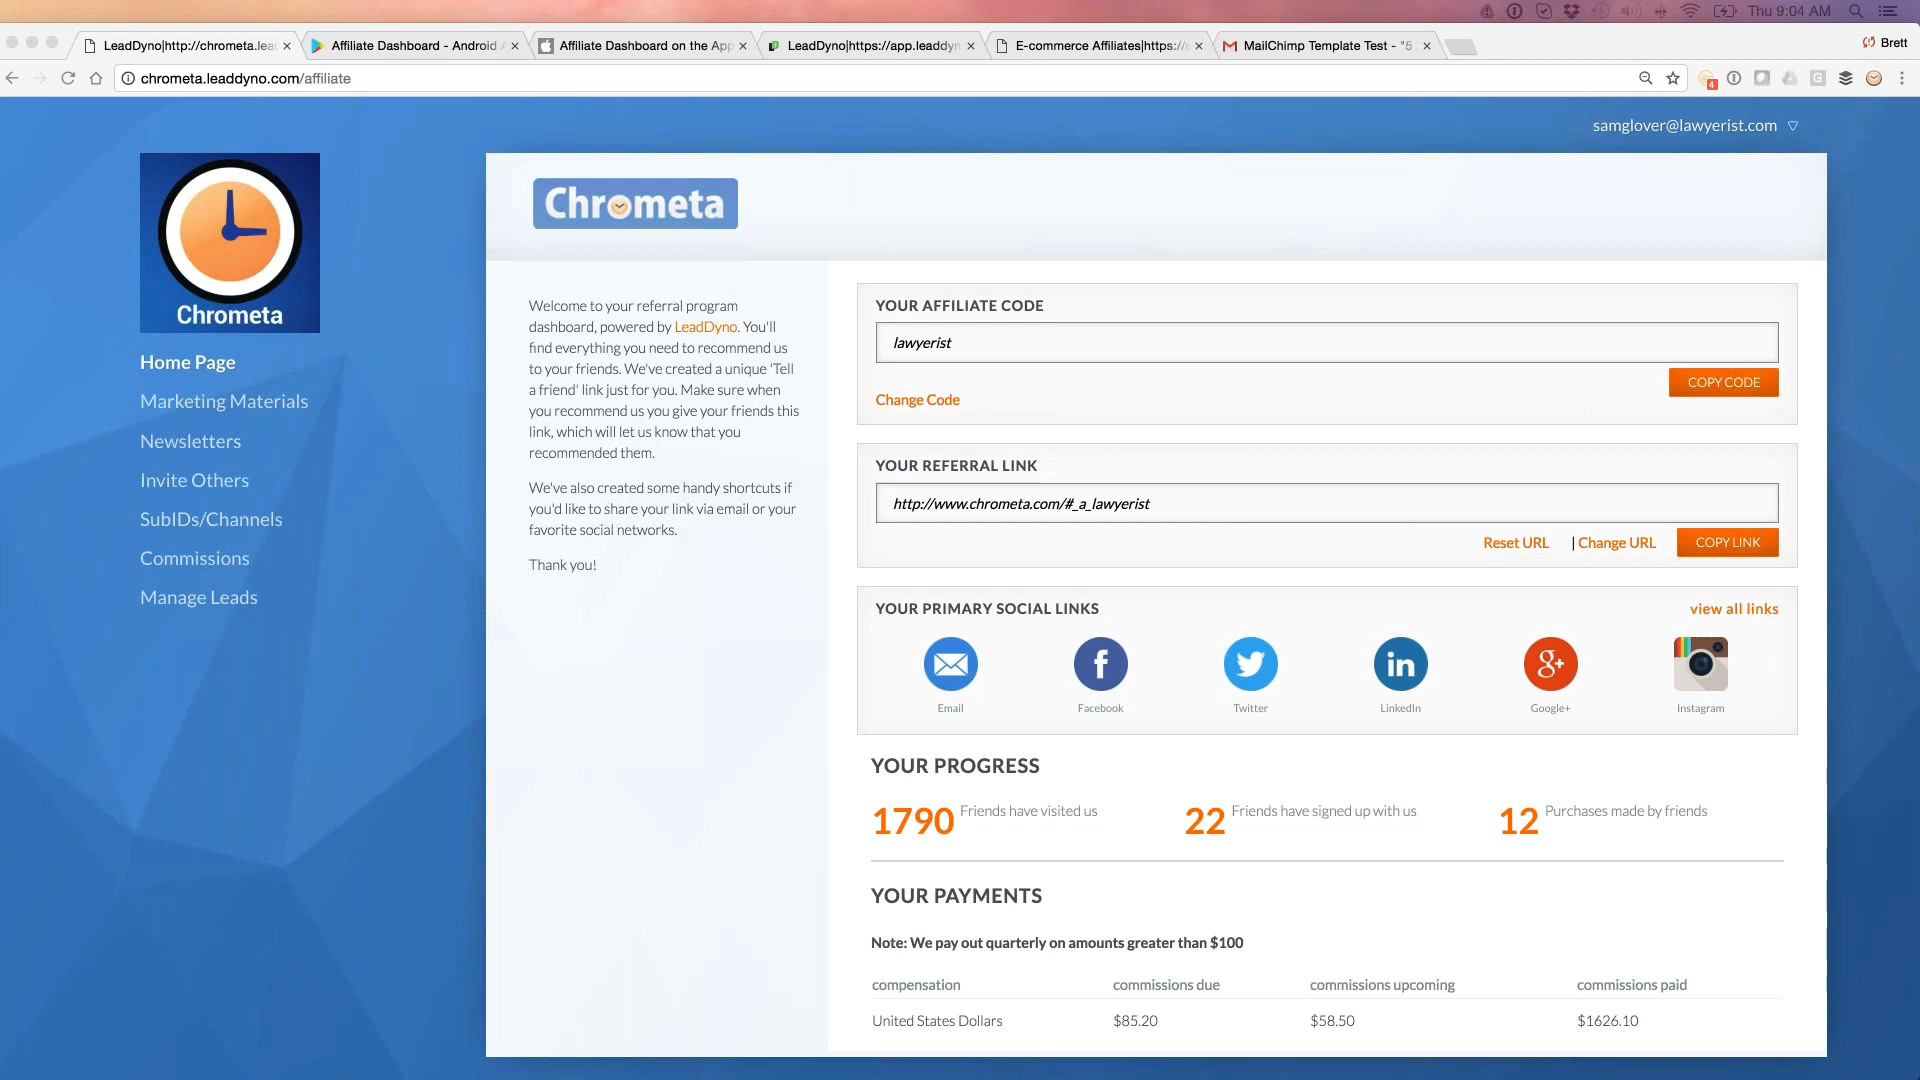 Thu 9:04 AM
LeadDyno|http://chrometa.lea
Affiliate Dashboard - Android
Affiliate Dashboard on the App
LeadDyno|https://app.leaddyn
E-commerce Affiliates|https://
MailChimp Template Test - "5
Brett
chrometa.leaddyno.com/affiliate
4
samglover@lawyerist.com
Chrometa
Home Page
Marketing Materials
Newsletters
Invite Others
SubIDs/Channels
Commissions
Manage Leads
Chrometa
Welcome to your referral program
dashboard, powered by LeadDyno. You'll
find everything you need to recommend us
to your friends. We've created a unique 'Tell
a friend' link just for you. Make sure when
you recommend us you give your friends this
link, which will let us know that you
recommended them.
We've also created some handy shortcuts if
you'd like to share your link via email or your
favorite social networks.
Thank you!
YOUR AFFILIATE CODE
lawyerist
COPY CODE
Change Code
YOUR REFERRAL LINK
http://www.chrometa.com/#_a_lawyerist
Reset URL | Change URL COPY LINK
YOUR PRIMARY SOCIAL LINKS view all links
Email Facebook Twitter LinkedIn Google+ Instagram
YOUR PROGRESS
1790 Friends have visited us 22 Friends have signed up with us 12 Purchases made by friends
YOUR PAYMENTS
Note: We pay out quarterly on amounts greater than $100
compensation commissions due commissions upcoming commissions paid
United States Dollars $85.20 $58.50 $1626.10